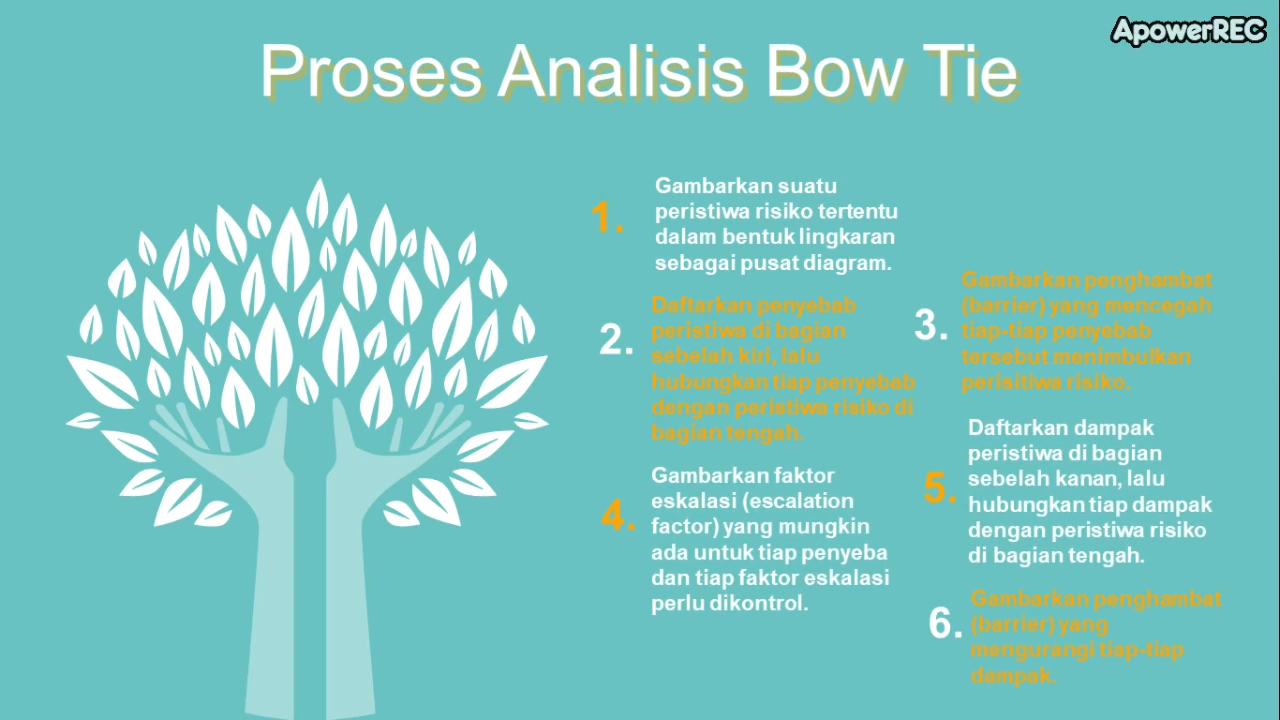 ApowerREC
Proses Analisis Bow Tie
1.
Gambarkan suatu
peristiwa risiko tertentu
dalam bentuk lingkaran
sebagai pusat diagram.
2.
Daftarkan penyebab
peristiwa di bagian
sebelah kiri, lalu
hubungkan tiap penyebab
dengan peristiwa risiko di
bagian tengah.
3.
Gambarkan penghambat
(barrier) yang mencegah
tiap-tiap penyebab
tersebut menimbulkan
perisitiwa risiko.
4.
Gambarkan faktor
eskalasi (escalation
factor) yang mungkin
ada untuk tiap penyeba
dan tiap faktor eskalasi
perlu dikontrol.
5.
Daftarkan dampak
peristiwa di bagian
sebelah kanan, lalu
hubungkan tiap dampak
dengan peristiwa risiko
di bagian tengah.
6.
Gambarkan penghambat
(barrier) yang
mengurangi tiap-tiap
dampak.